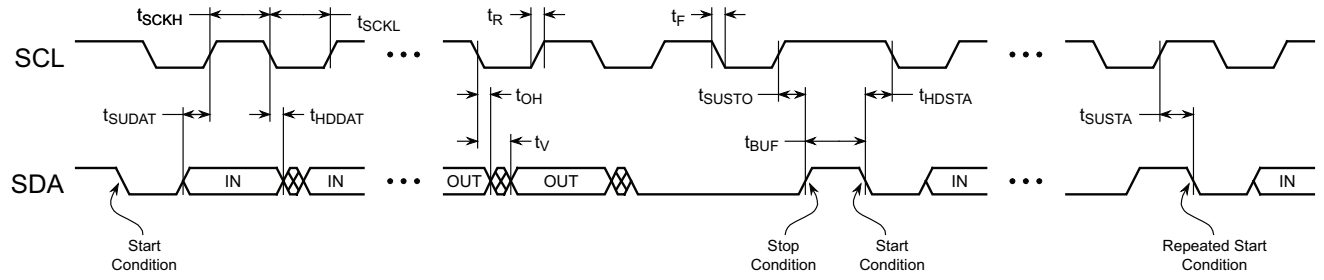 tSCKH
tSCKL
tR
tF
SCL
tSUDAT
tHDDAT
tOH
tV
tSUSTO
tHDSTA
tBUF
tSUSTA
SDA
IN
IN
OUT
OUT
IN
IN
Start
Condition
Stop
Condition
Start
Condition
Repeated Start
Condition